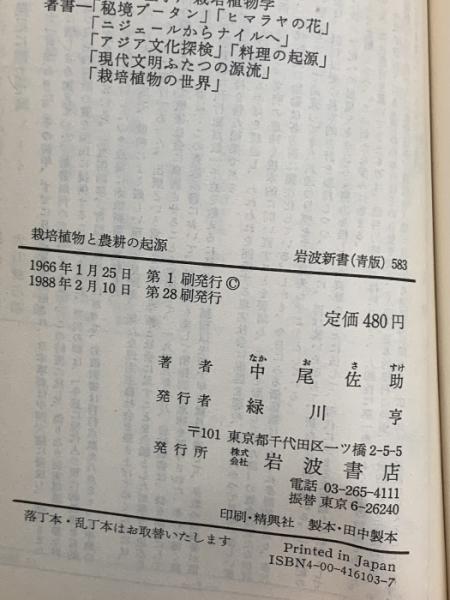 栽培植物学
著書―「秘境ブータン」「ヒマラヤの花」
「ニジェールからナイルへ」
「アジア文化探検」「料理の起源」
「現代文明ふたつの源流」
「栽培植物の世界」
栽培植物と農耕の起源
岩波新書(青版) 583
1966年1月25日 第1刷発行 ©
1988年2月10日 第28刷発行
定価 480円
なか お さ すけ
著者 中尾佐助
発行者 緑川亨
〒101 東京都千代田区一ツ橋2-5-5
発行所 株式会社 岩波書店
電話 03-265-4111
振替 東京 6-26240
印刷・精興社 製本・田中製本
落丁本・乱丁本はお取替いたします
Printed in Japan
ISBN4-00-416103-7